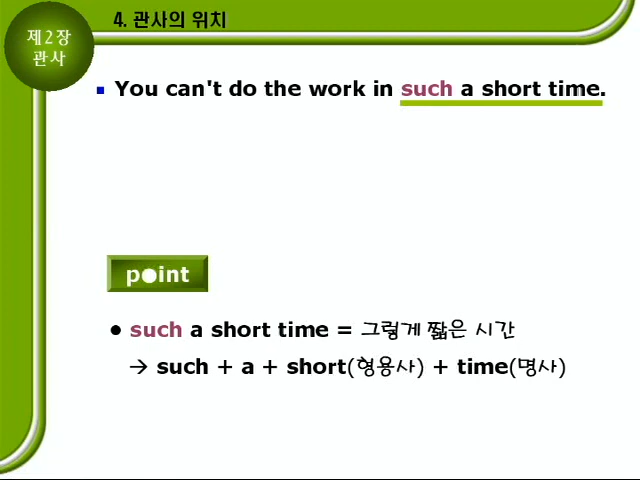 제2장
관사
4. 관사의 위치
▪ You can't do the work in such a short time.
point
● such a short time = 그렇게 짧은 시간
→ such + a + short(형용사) + time(명사)